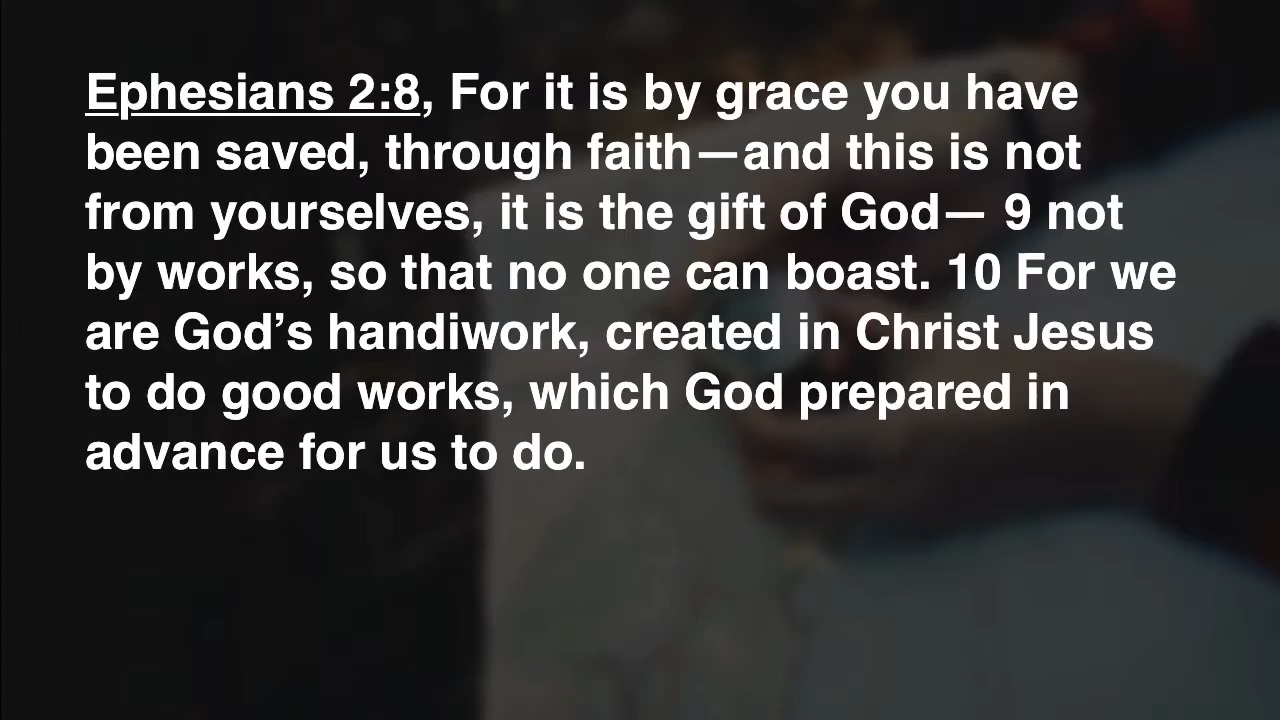 Ephesians 2:8, For it is by grace you have
been saved, through faith—and this is not
from yourselves, it is the gift of God— 9 not
by works, so that no one can boast. 10 For we
are God’s handiwork, created in Christ Jesus
to do good works, which God prepared in
advance for us to do.